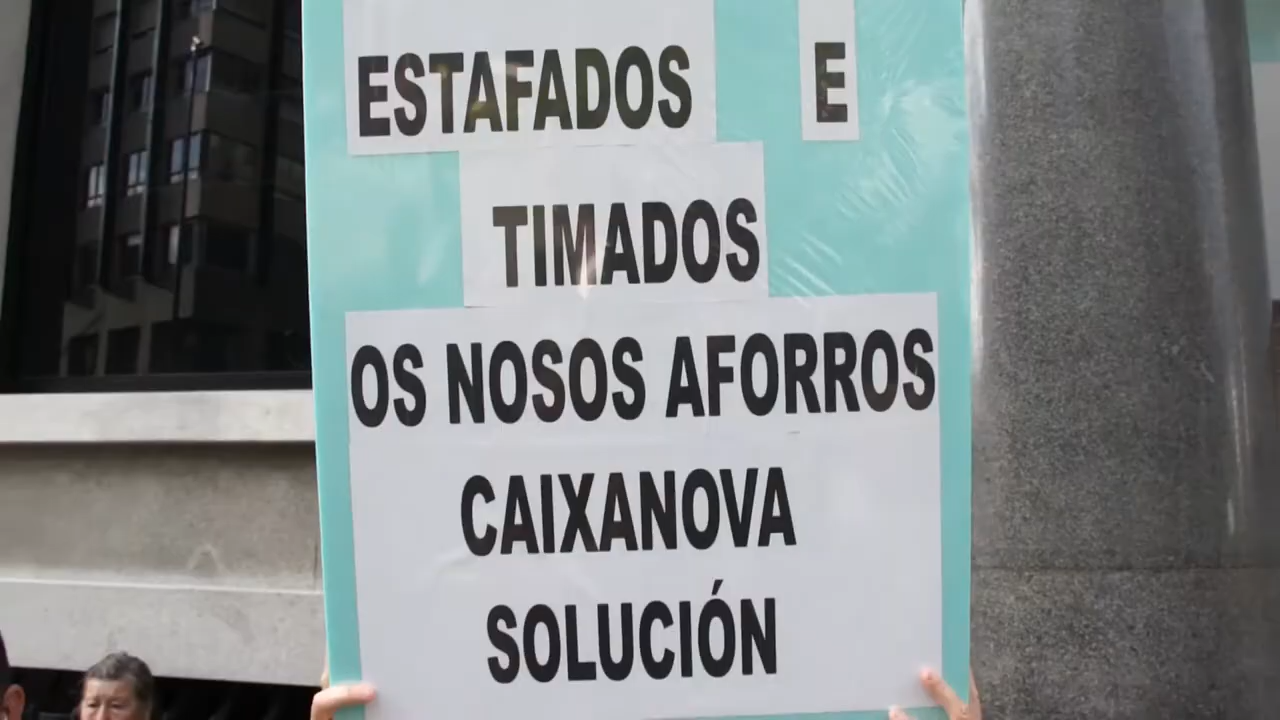 ESTAFADOS E
TIMADOS
OS NOSOS AFORROS
CAIXANOVA
SOLUCIÓN